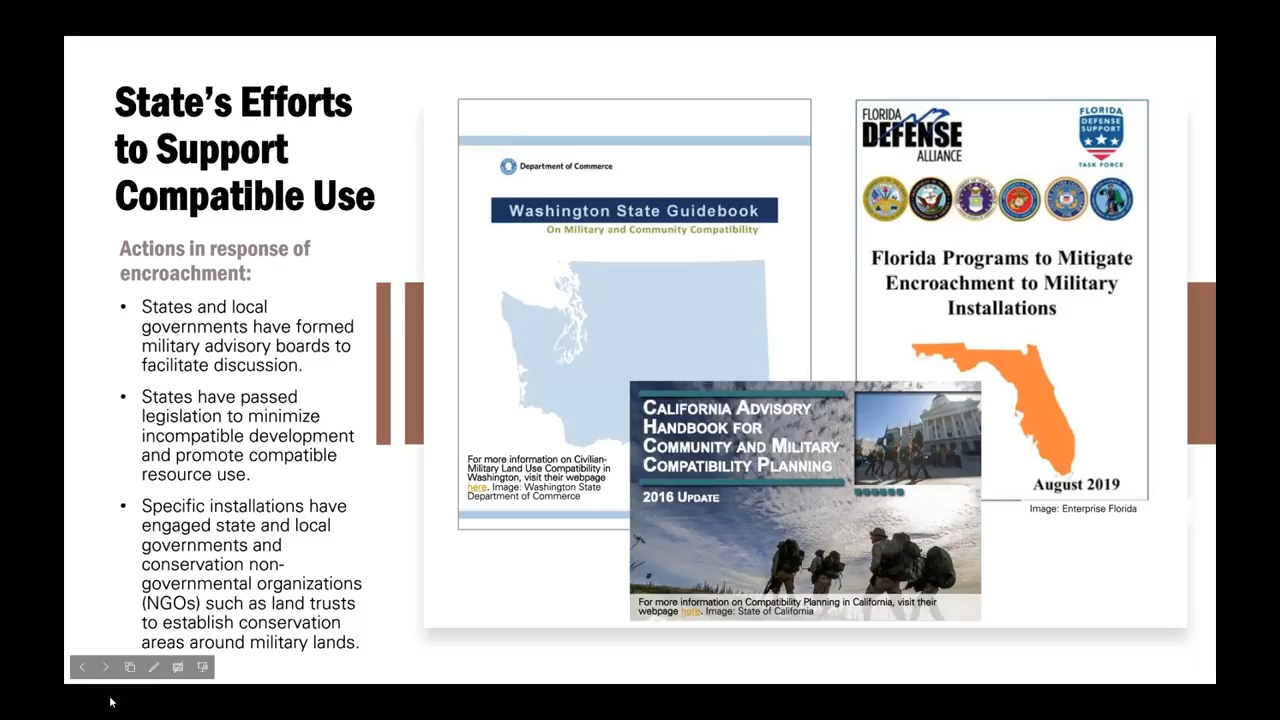 State's Efforts
to Support
Compatible Use
Actions in response of
encroachment:
• States and local
governments have formed
military advisory boards to
facilitate discussion.
• States have passed
legislation to minimize
incompatible development
and promote compatible
resource use.
• Specific installations have
engaged state and local
governments and
conservation non-
governmental organizations
(NGOs) such as land trusts
to establish conservation
areas around military lands.
Department of Commerce
Washington State Guidebook
On Military and Community Compatibility
For more information on Civilian-
Military Land Use Compatibility in
Washington, visit their webpage
here. Image: Washington State
Department of Commerce
CALIFORNIA ADVISORY
HANDBOOK FOR
COMMUNITY AND MILITARY
COMPATIBILITY PLANNING
2016 UPDATE
For more information on Compatibility Planning in California, visit their
webpage here. Image: State of California
FLORIDA
DEFENSE
ALLIANCE
FLORIDA
DEFENSE
SUPPORT
TASK FORCE
Florida Programs to Mitigate
Encroachment to Military
Installations
August 2019
Image: Enterprise Florida